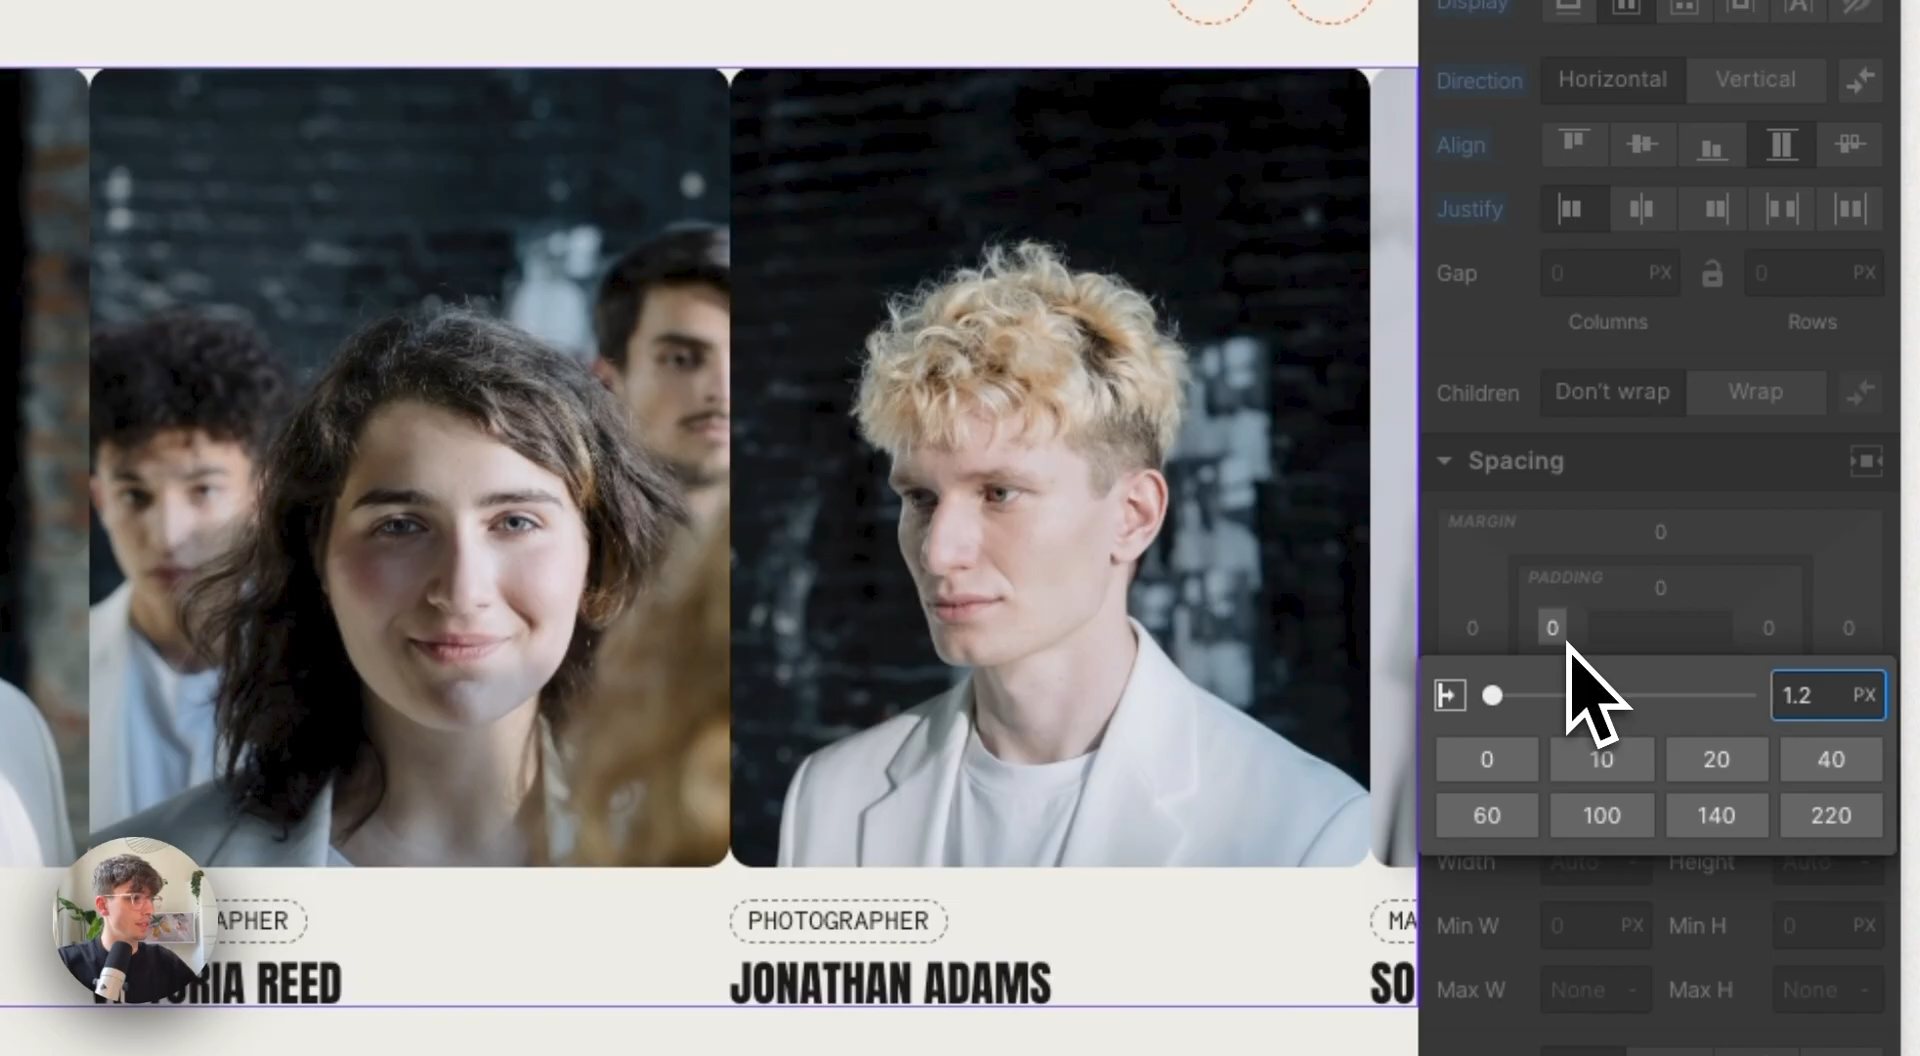 Display
Direction Horizontal Vertical
Align
Justify
Gap 0 PX 0 PX
Columns Rows
Children Don't wrap Wrap
Spacing
MARGIN 0
PADDING 0
0 0 0 0
1.2 PX
0 10 20 40
60 100 140 220
Width Auto - Height Auto -
Min W 0 PX Min H 0 PX
Max W None - Max H None -
APHER
RIA REED
PHOTOGRAPHER
JONATHAN ADAMS
MA
SO